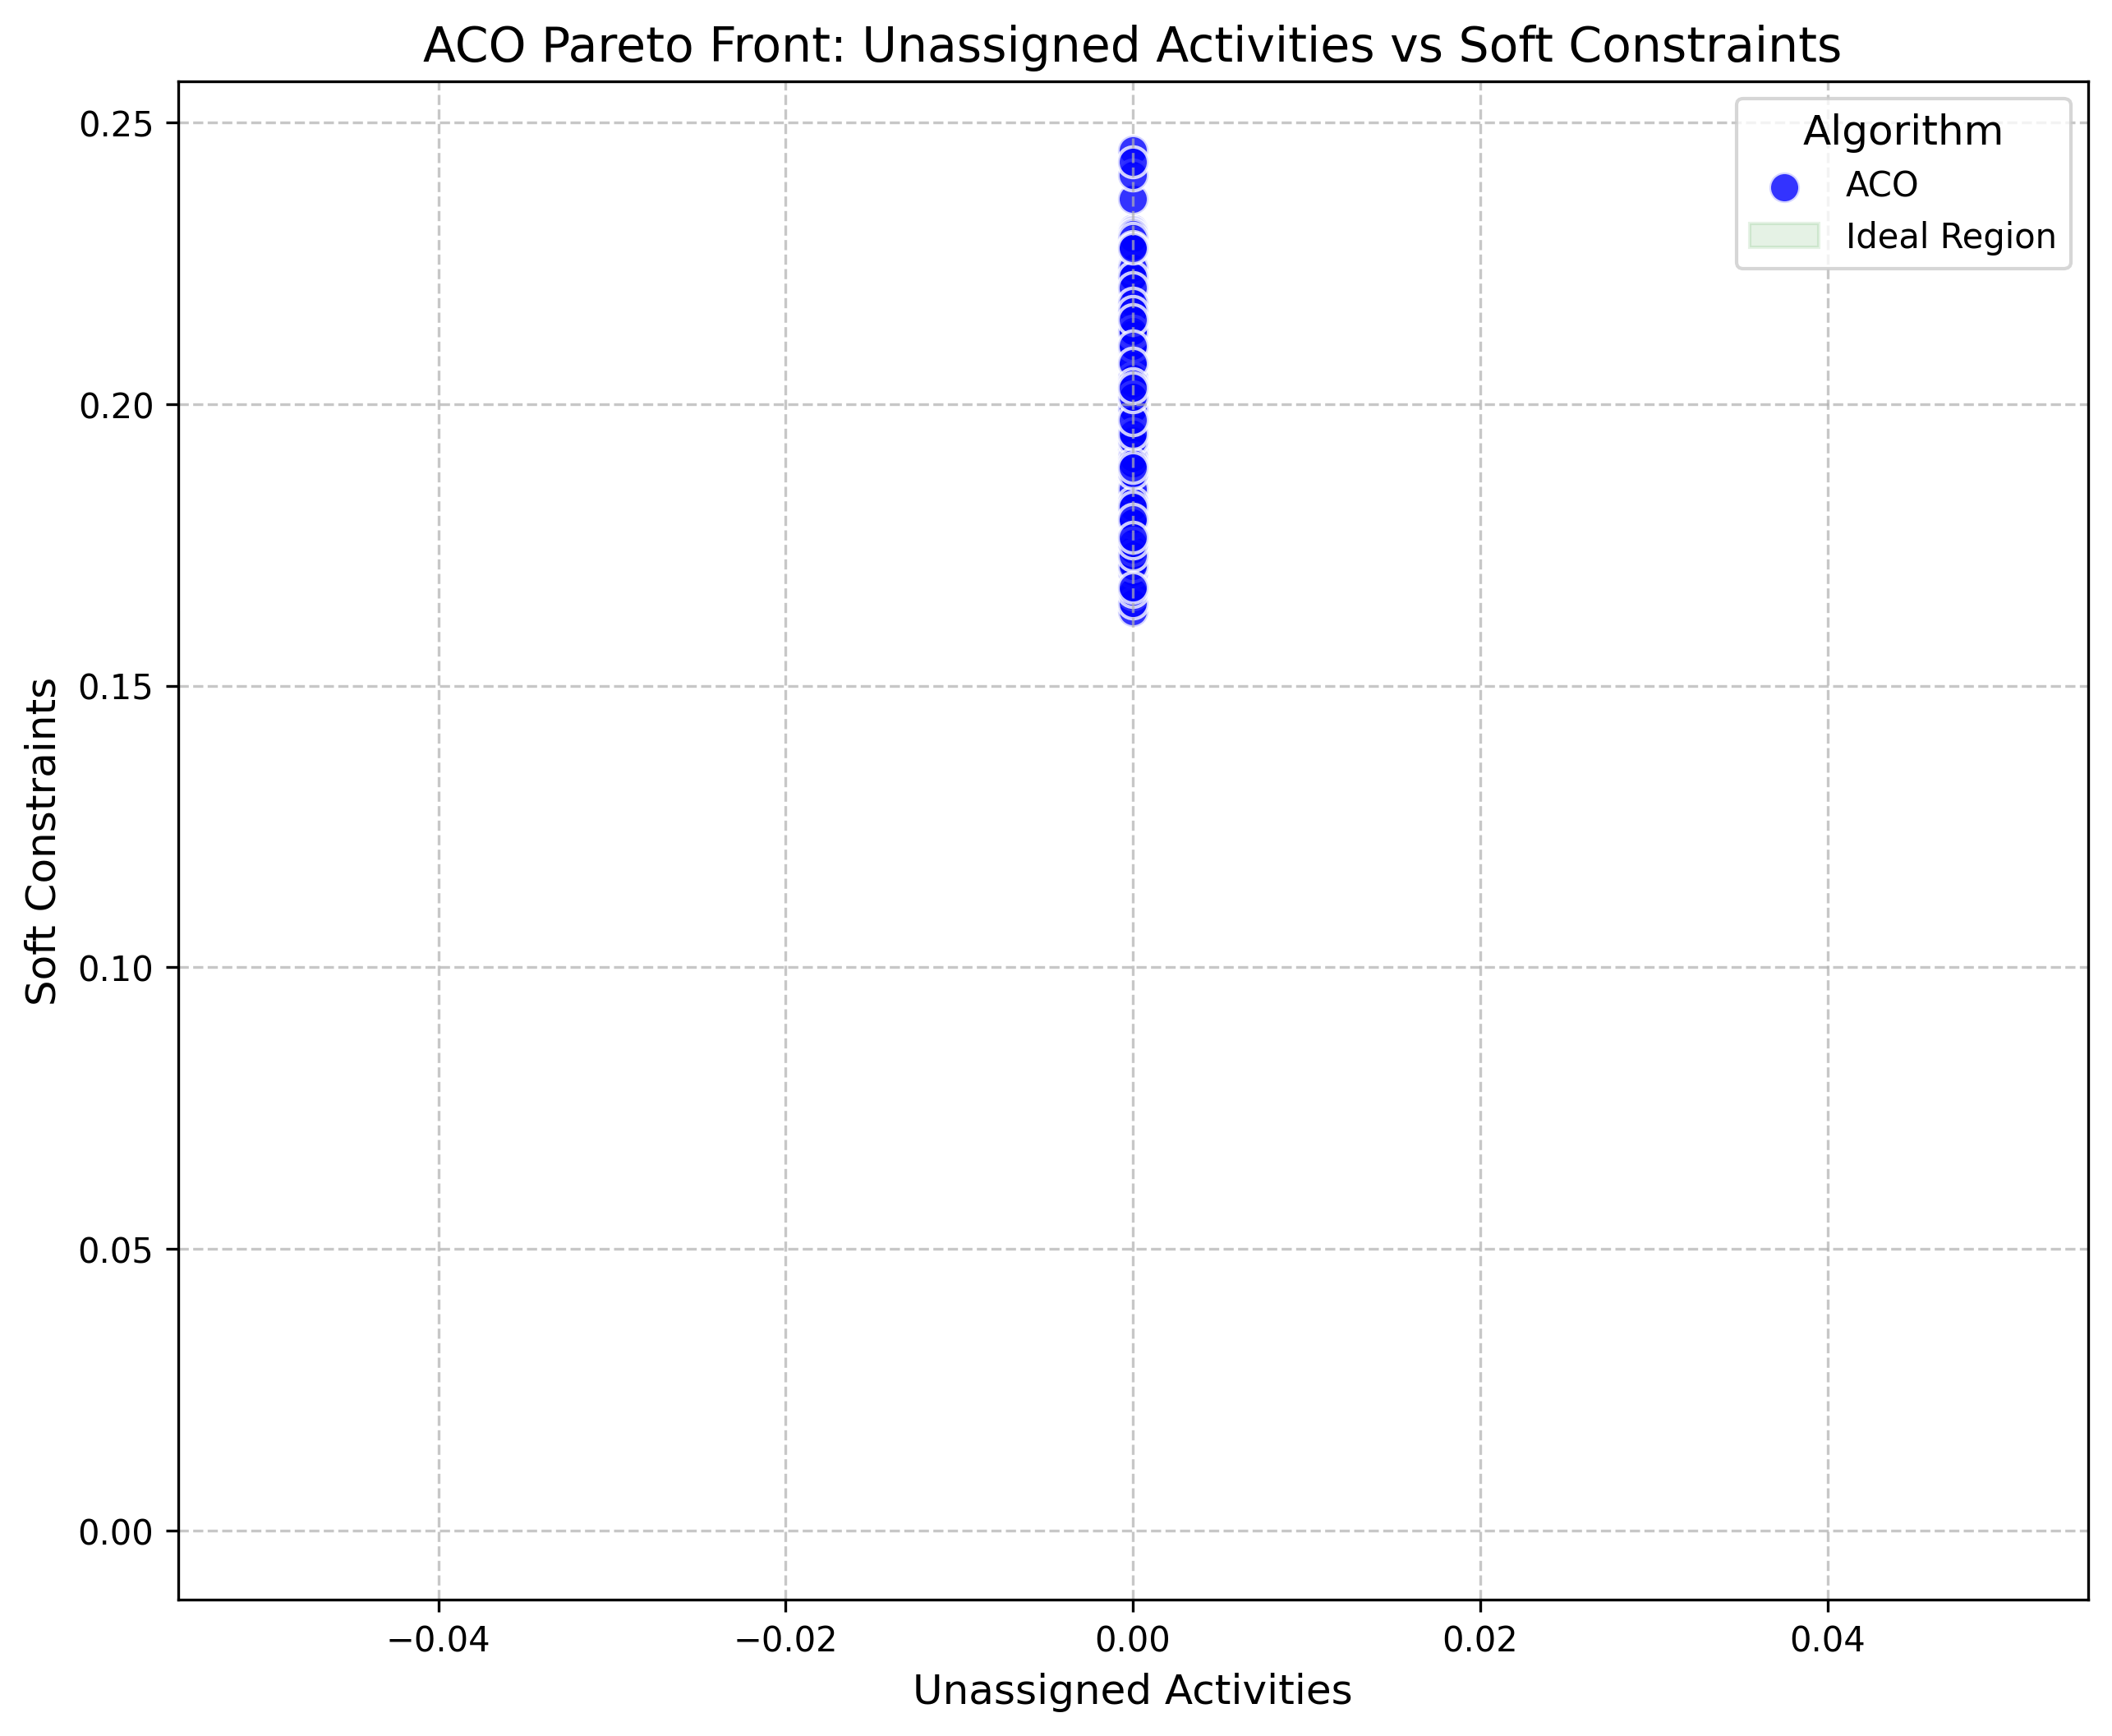 ACO Pareto Front: Unassigned Activities vs Soft Constraints
Algorithm
ACO
Ideal Region
Soft Constraints
0.25
0.20
0.15
0.10
0.05
0.00
−0.04
−0.02
0.00
0.02
0.04
Unassigned Activities